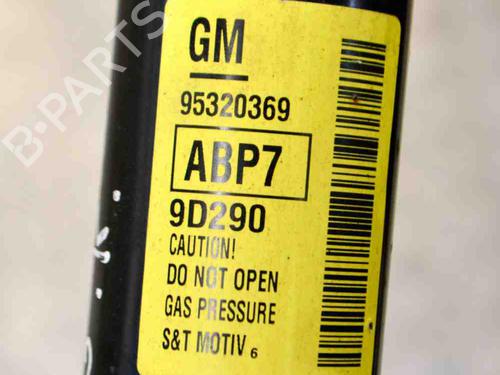 B-PARTS
GM
95320369
ABP7
9D290
CAUTION!
DO NOT OPEN
GAS PRESSURE
S&T MOTIV 6